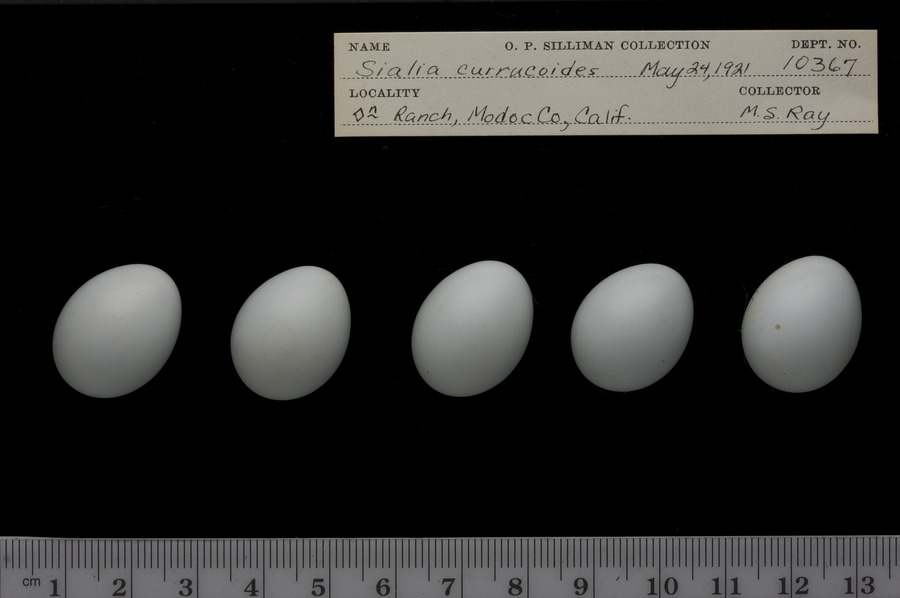 NAME O. P. SILLIMAN COLLECTION DEPT. NO.
Sialia currucoides May 24, 1921 10367
LOCALITY COLLECTOR
Ranch, Modoc Co., Calif. M. S. Ray
cm 1 2 3 4 5 6 7 8 9 10 11 12 13